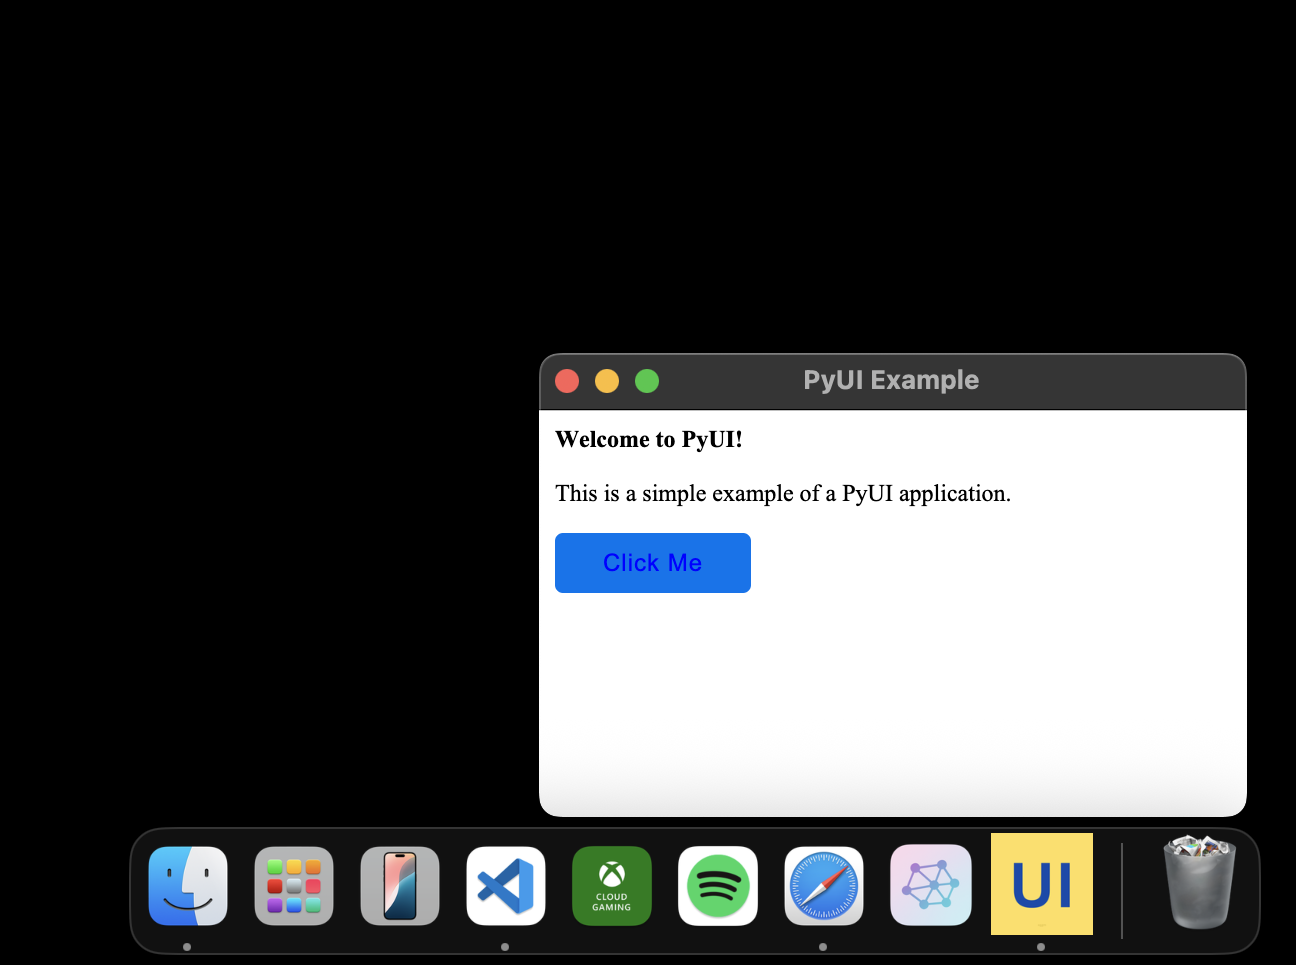 PyUI Example
Welcome to PyUI!
This is a simple example of a PyUI application.
Click Me
CLOUD
GAMING
UI